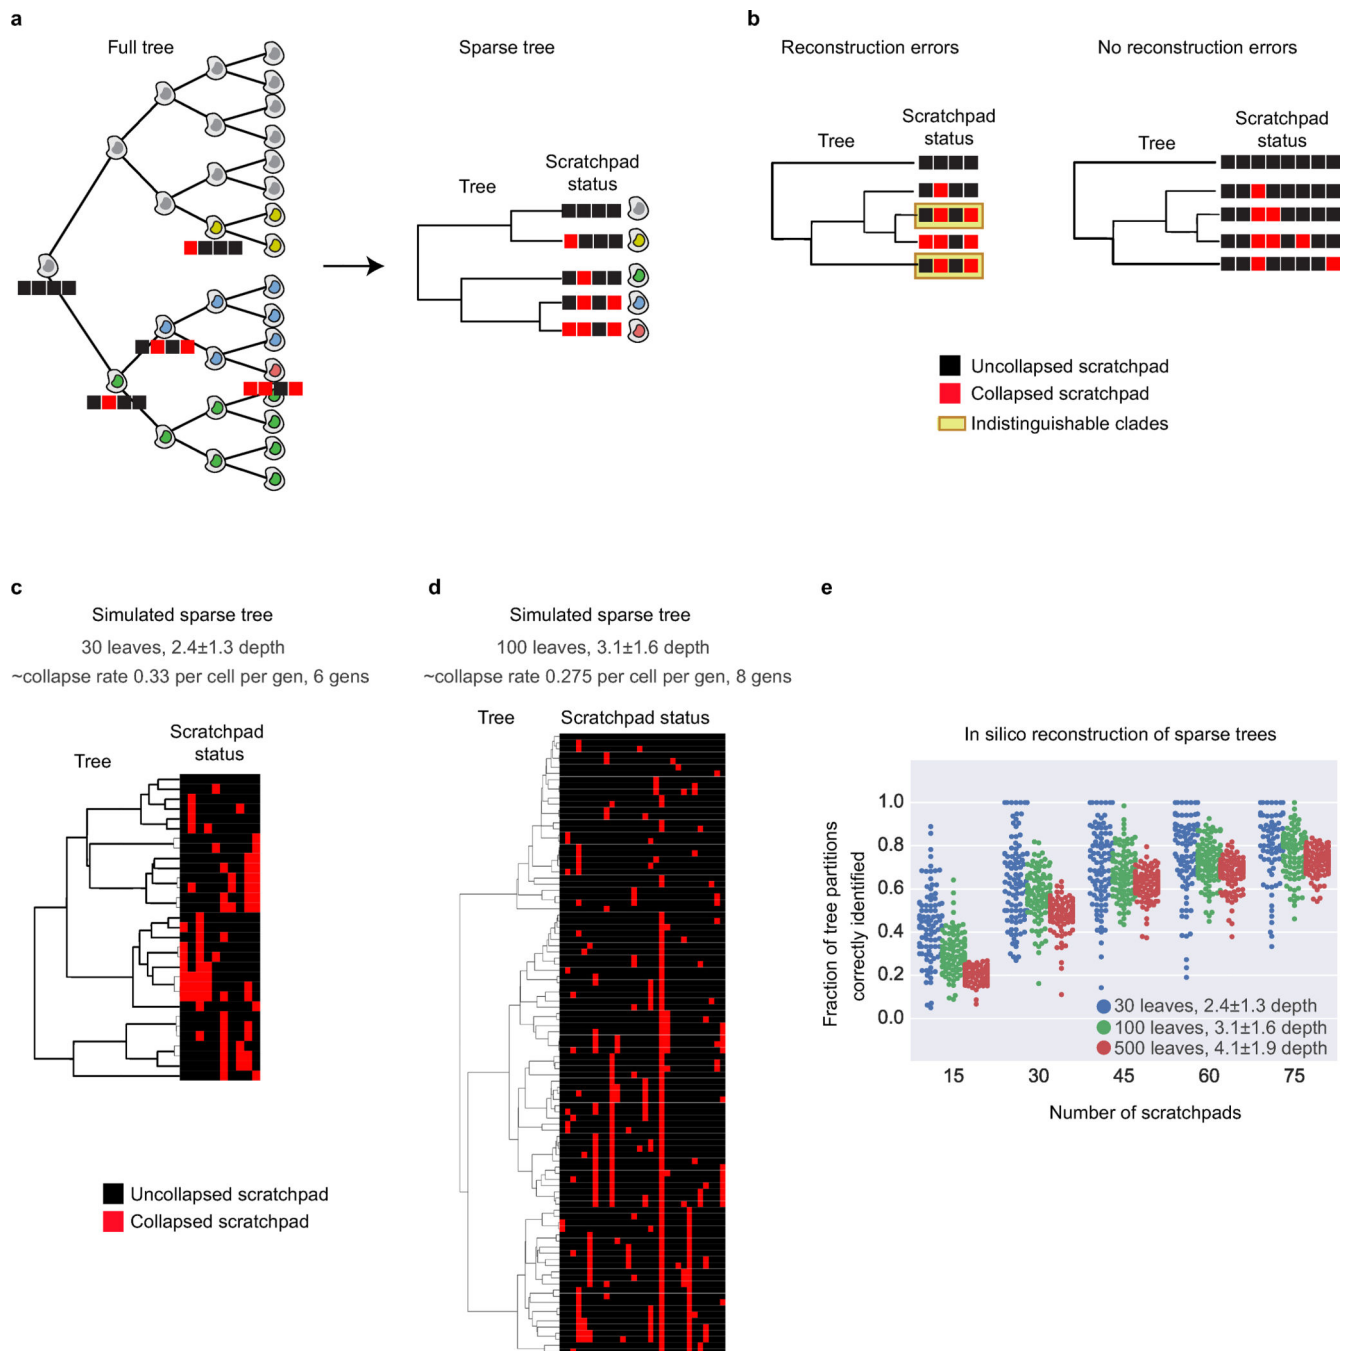 a
Full tree
Sparse tree
Tree
Scratchpad
status
b
Reconstruction errors
No reconstruction errors
Tree
Scratchpad
status
Tree
Scratchpad
status
Uncollapsed scratchpad
Collapsed scratchpad
Indistinguishable clades
c
Simulated sparse tree
30 leaves, 2.4±1.3 depth
~collapse rate 0.33 per cell per gen, 6 gens
Tree
Scratchpad
status
Uncollapsed scratchpad
Collapsed scratchpad
d
Simulated sparse tree
100 leaves, 3.1±1.6 depth
~collapse rate 0.275 per cell per gen, 8 gens
Tree
Scratchpad status
e
In silico reconstruction of sparse trees
Fraction of tree partitions
correctly identified
1.0
0.8
0.6
0.4
0.2
0.0
30 leaves, 2.4±1.3 depth
100 leaves, 3.1±1.6 depth
500 leaves, 4.1±1.9 depth
15 30 45 60 75
Number of scratchpads